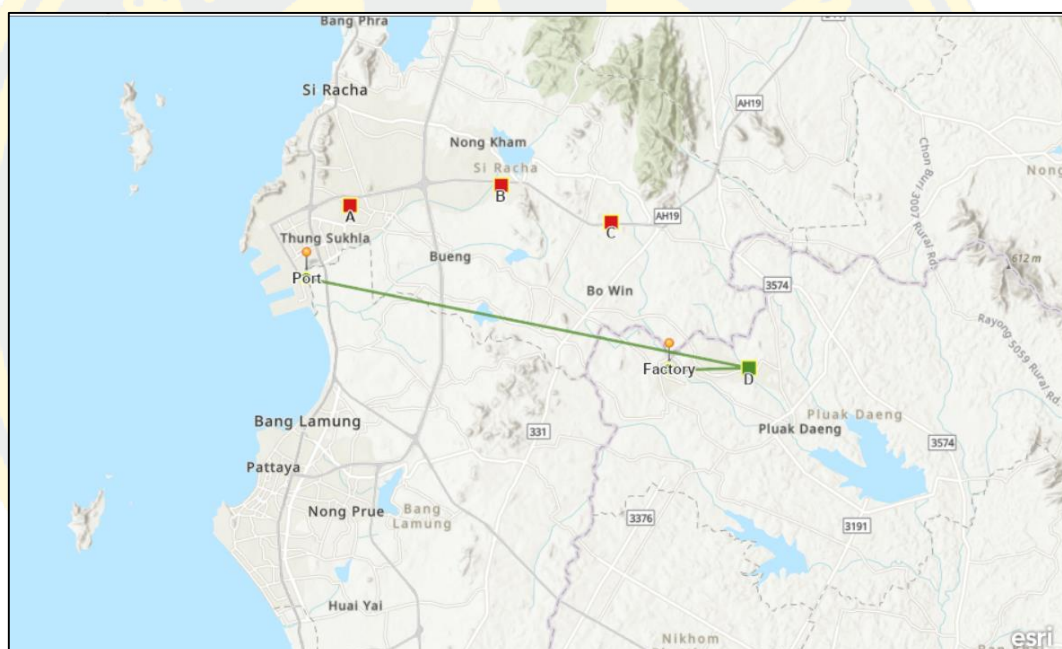 Bang Phra
Si Racha
AH19
Nong Kham
Si Racha
B
A
AH19
C
Thung Sukhla
Bueng
Port
Bo Win
3574
Chon Buri 3007 Rural Rd.
Nong
612 m
Rayong 5059 Rural Rd.
Factory
D
Bang Lamung
331
Pluak Daeng
Pluak Daeng
3574
Pattaya
Nong Prue
Bang
Lamung
3376
3191
Huai Yai
Nikhom
esri